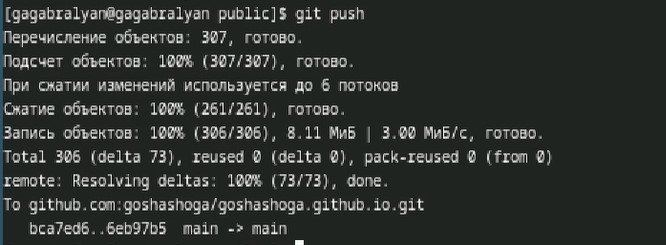 [gagabralyan@gagabralyan public]$ git push
Перечисление объектов: 307, готово.
Подсчет объектов: 100% (307/307), готово.
При сжатии изменений используется до 6 потоков
Сжатие объектов: 100% (261/261), готово.
Запись объектов: 100% (306/306), 8.11 МиБ | 3.00 МиБ/с, готово.
Total 306 (delta 73), reused 0 (delta 0), pack-reused 0 (from 0)
remote: Resolving deltas: 100% (73/73), done.
To github.com:goshashoga/goshashoga.github.io.git
bca7ed6..6eb97b5  main -> main